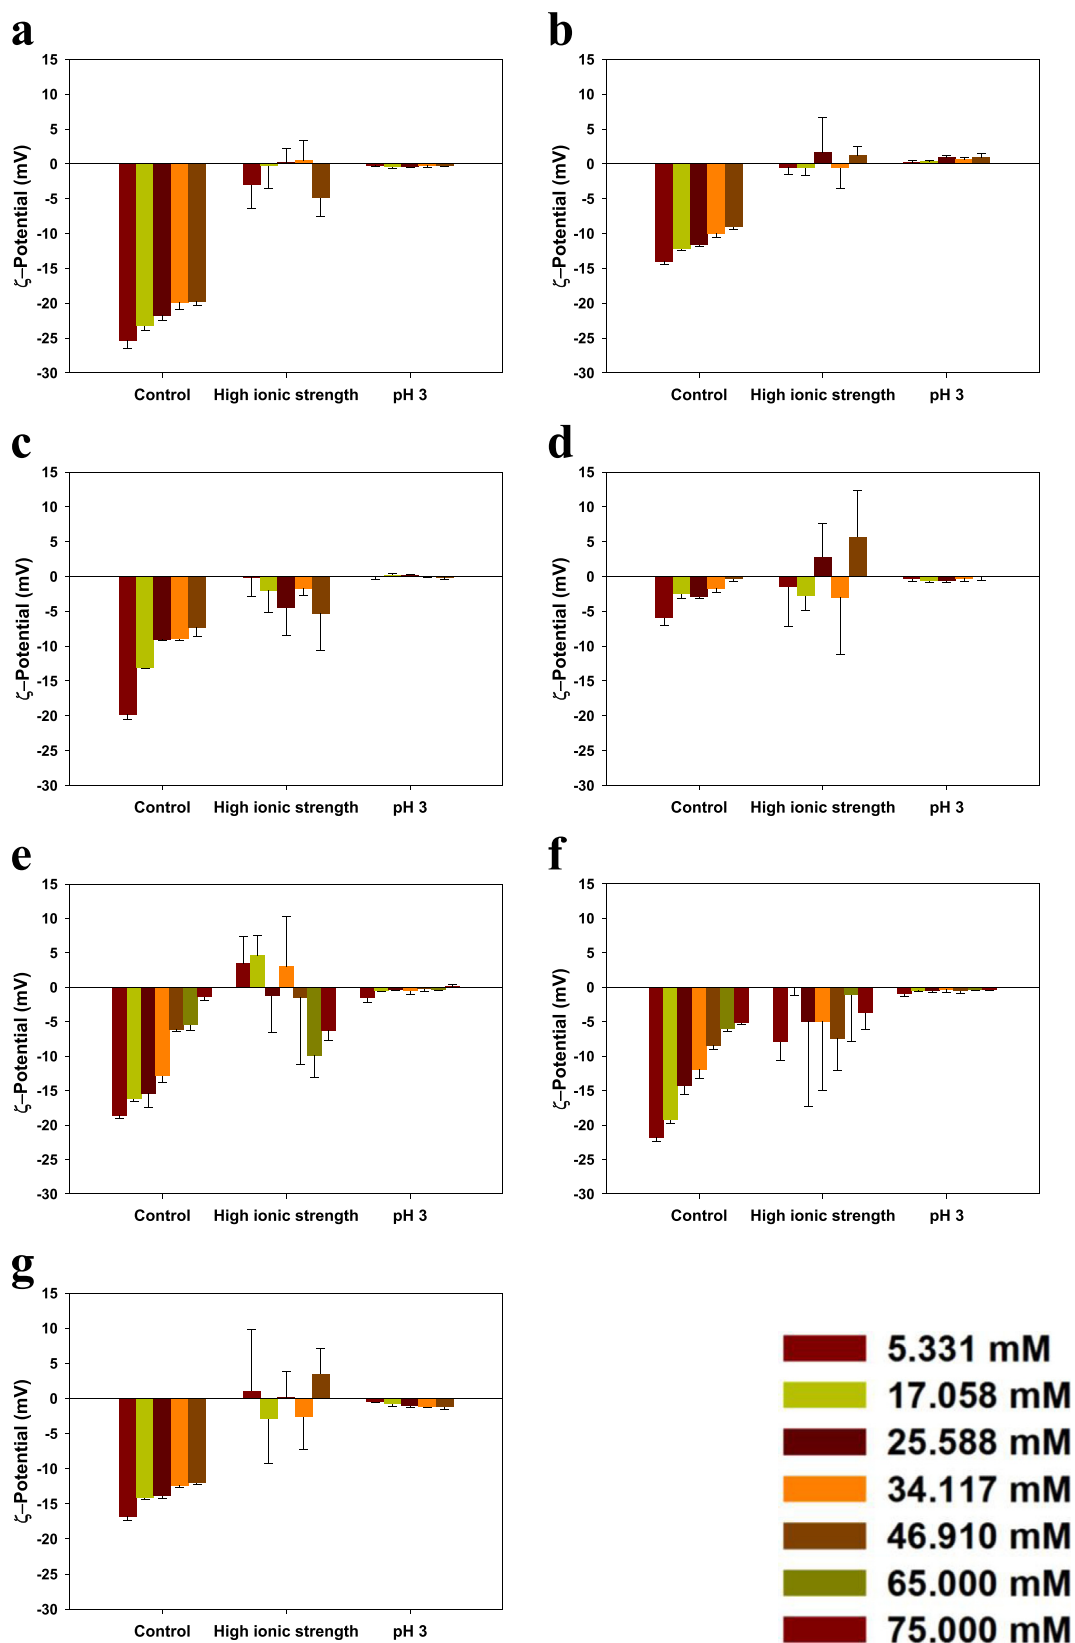 a
15
10
5
0
-5
-10
-15
-20
-25
-30
ζ–Potential (mV)
Control High ionic strength pH 3
b
15
10
5
0
-5
-10
-15
-20
-25
-30
ζ–Potential (mV)
Control High ionic strength pH 3
c
15
10
5
0
-5
-10
-15
-20
-25
-30
ζ–Potential (mV)
Control High ionic strength pH 3
d
15
10
5
0
-5
-10
-15
-20
-25
-30
ζ–Potential (mV)
Control High ionic strength pH 3
e
15
10
5
0
-5
-10
-15
-20
-25
-30
ζ–Potential (mV)
Control High ionic strength pH 3
f
15
10
5
0
-5
-10
-15
-20
-25
-30
ζ–Potential (mV)
Control High ionic strength pH 3
g
15
10
5
0
-5
-10
-15
-20
-25
-30
ζ–Potential (mV)
Control High ionic strength pH 3
5.331 mM
17.058 mM
25.588 mM
34.117 mM
46.910 mM
65.000 mM
75.000 mM